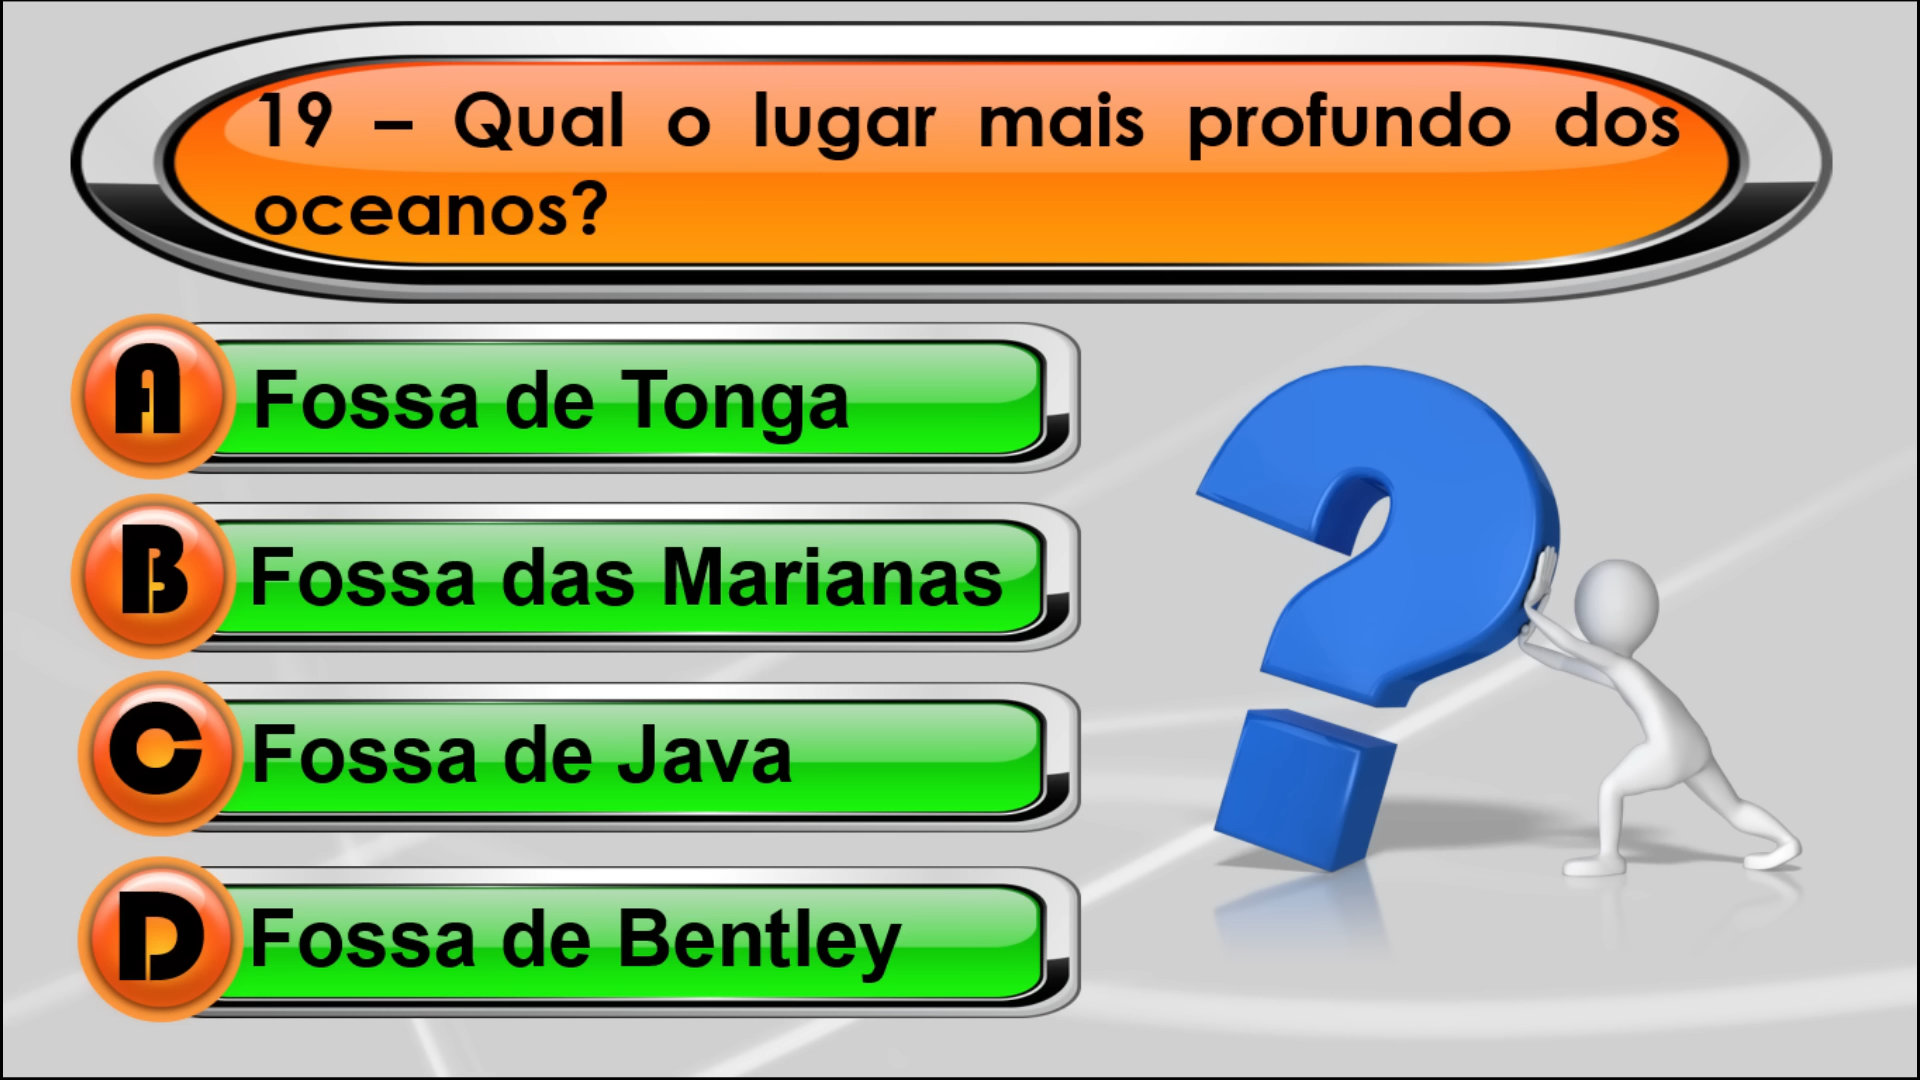 19 – Qual o lugar mais profundo dos
oceanos?
A Fossa de Tonga
B Fossa das Marianas
C Fossa de Java
D Fossa de Bentley